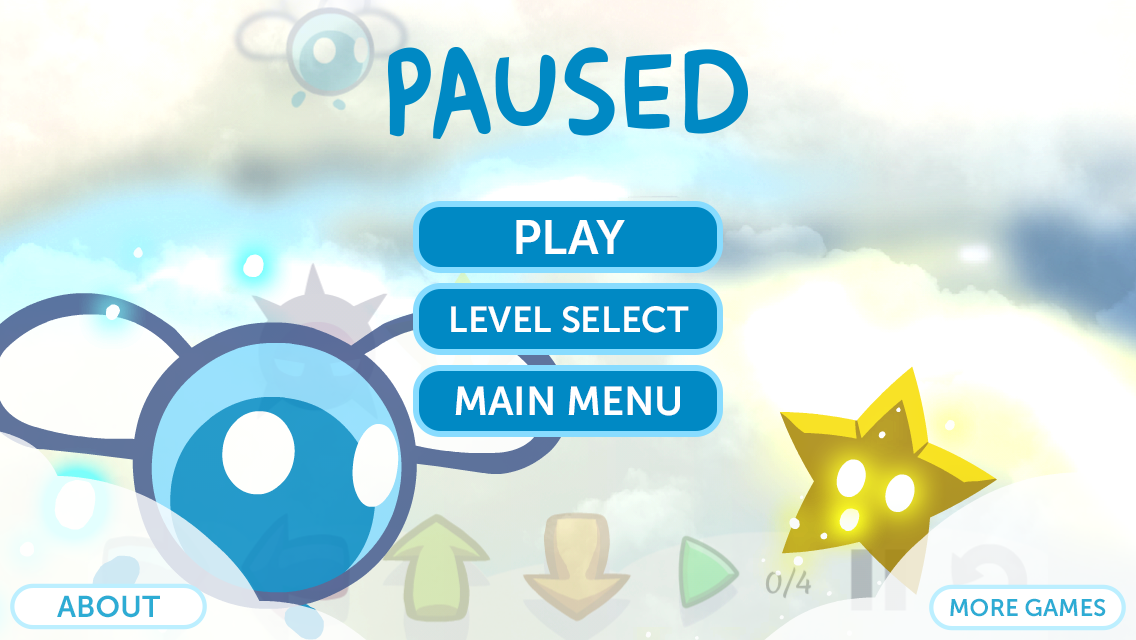 PAUSED
PLAY
LEVEL SELECT
MAIN MENU
0/4
ABOUT
MORE GAMES